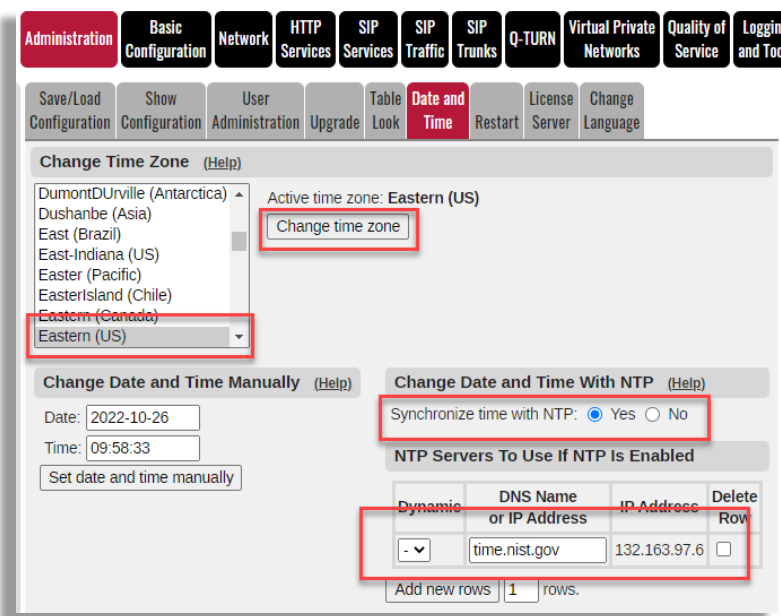 Administration
Basic
Configuration
Network
HTTP
Services
SIP
Services
SIP
Traffic
SIP
Trunks
Q-TURN
Virtual Private
Networks
Quality of
Service
Save/Load
Configuration
Show
Configuration
User
Administration
Upgrade
Table
Look
Date and
Time
Restart
License
Server
Change
Language
Change Time Zone (Help)
DumontDUrville (Antarctica)
Dushanbe (Asia)
East (Brazil)
East-Indiana (US)
Easter (Pacific)
EasterIsland (Chile)
Eastern (Canada)
Eastern (US)
Active time zone: Eastern (US)
Change time zone
Change Date and Time Manually (Help)
Date: 2022-10-26
Time: 09:58:33
Set date and time manually
Change Date and Time With NTP (Help)
Synchronize time with NTP: Yes No
NTP Servers To Use If NTP Is Enabled
Dynamic
DNS Name
or IP Address
IP Address
Delete
Row
- time.nist.gov 132.163.97.6
Add new rows 1 rows.